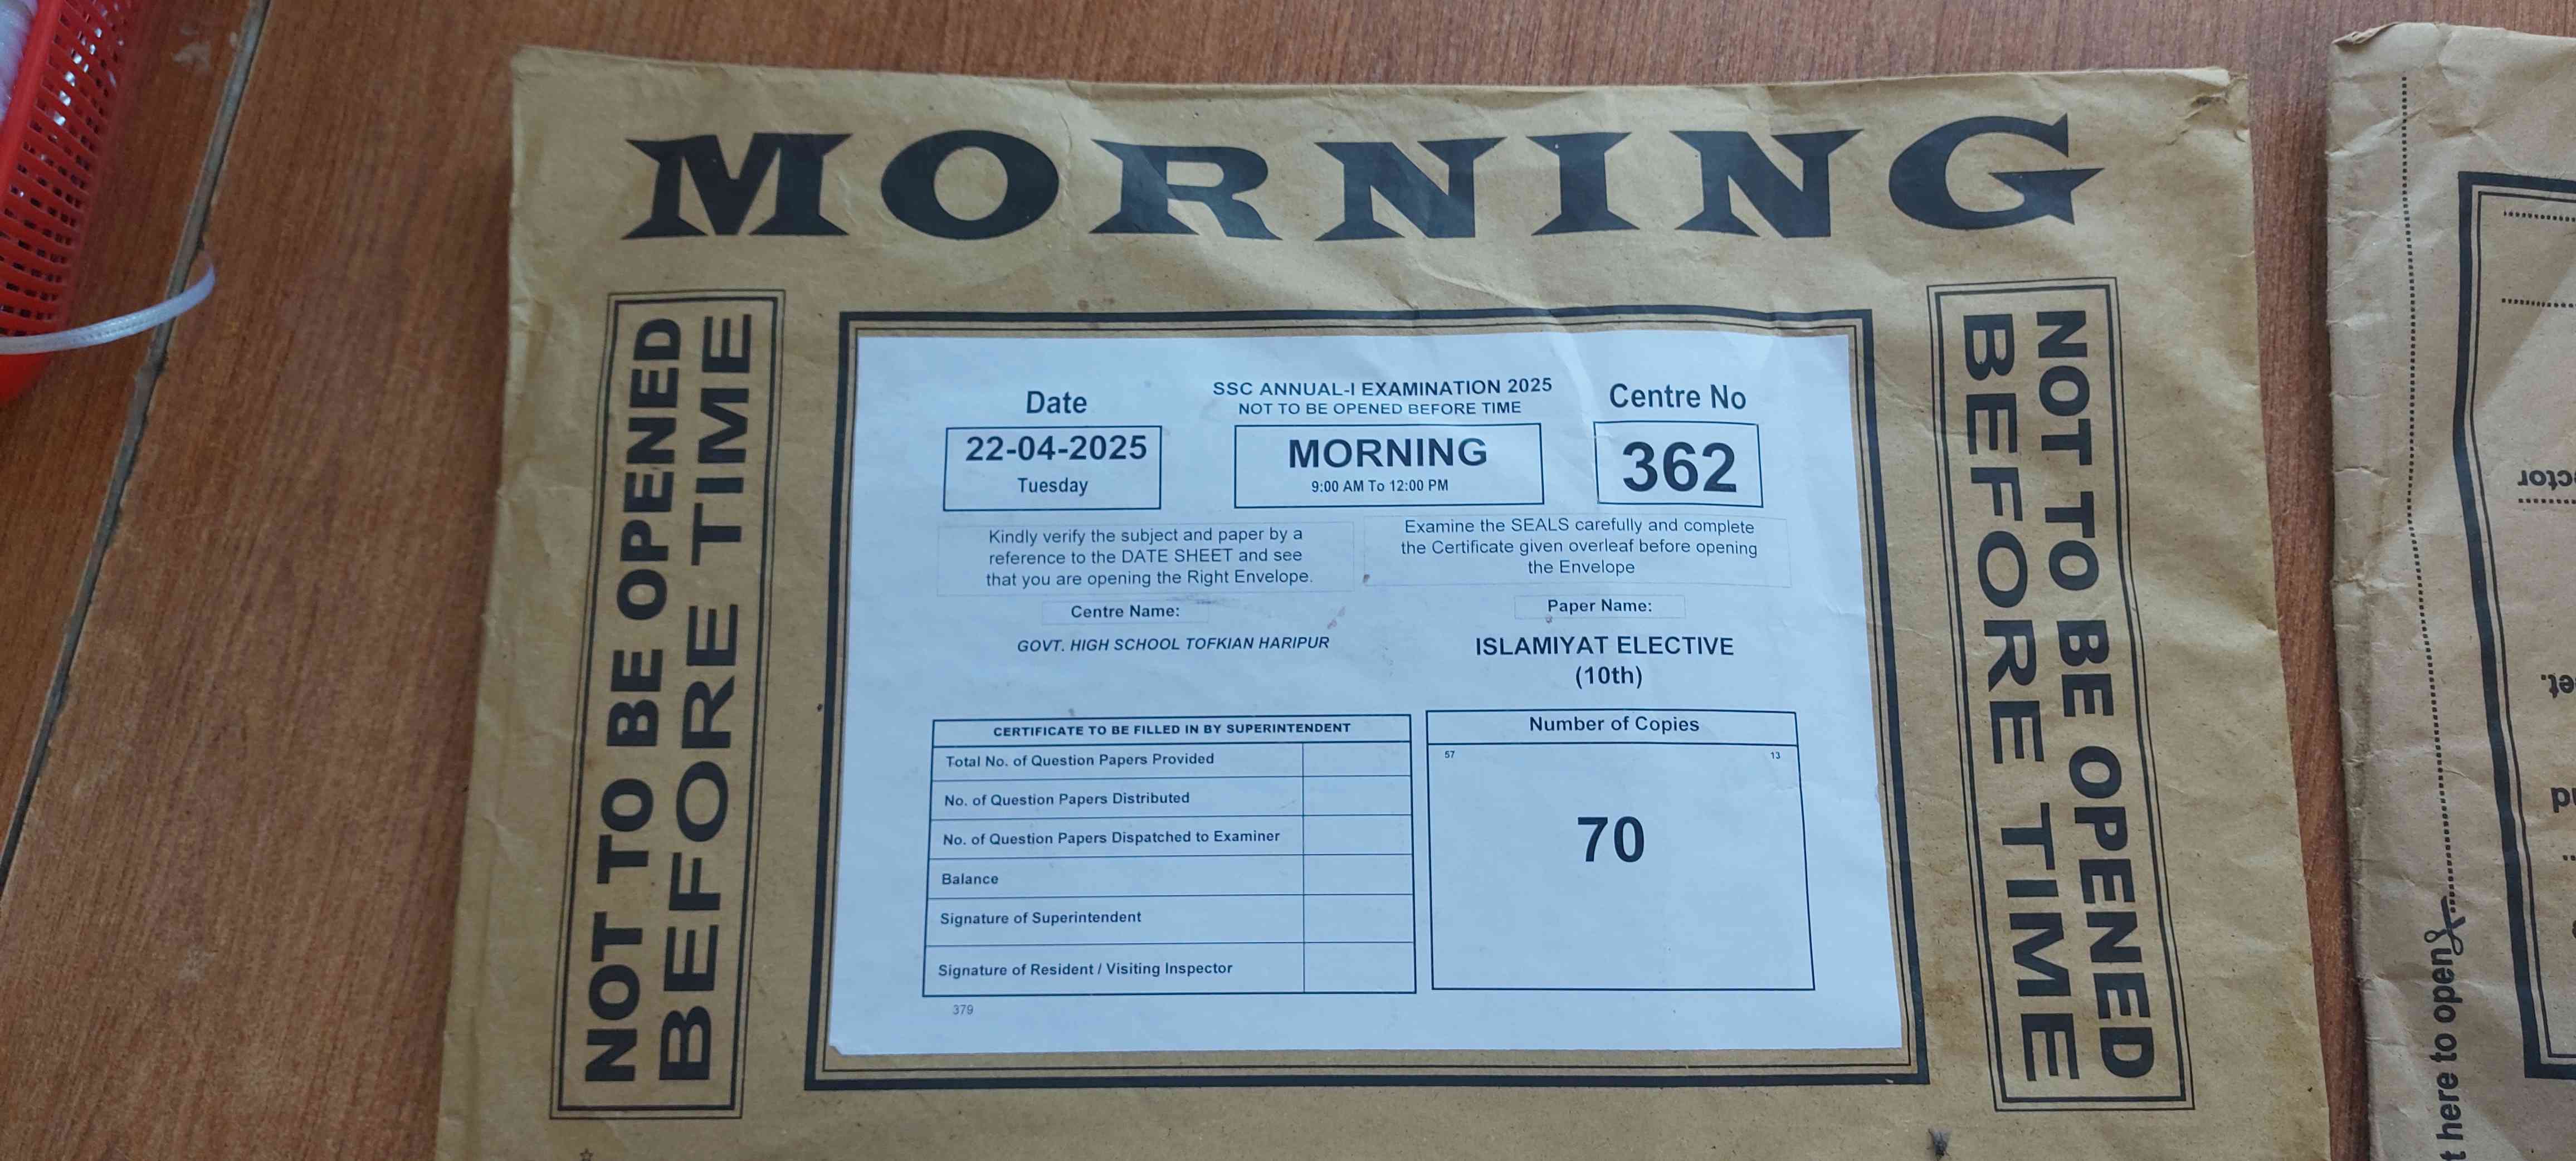 MORNING
NOT TO BE OPENED
BEFORE TIME
Date
22-04-2025
Tuesday
SSC ANNUAL-I EXAMINATION 2025
NOT TO BE OPENED BEFORE TIME
MORNING
9:00 AM To 12:00 PM
Centre No
362
Kindly verify the subject and paper by a
reference to the DATE SHEET and see
that you are opening the Right Envelope.
Examine the SEALS carefully and complete
the Certificate given overleaf before opening
the Envelope
Centre Name:
GOVT. HIGH SCHOOL TOFKIAN HARIPUR
Paper Name:
ISLAMIYAT ELECTIVE
(10th)
CERTIFICATE TO BE FILLED IN BY SUPERINTENDENT
Total No. of Question Papers Provided
No. of Question Papers Distributed
No. of Question Papers Dispatched to Examiner
Balance
Signature of Superintendent
Signature of Resident / Visiting Inspector
379
Number of Copies
57 13
70
NOT TO BE OPENED
BEFORE TIME
here to open